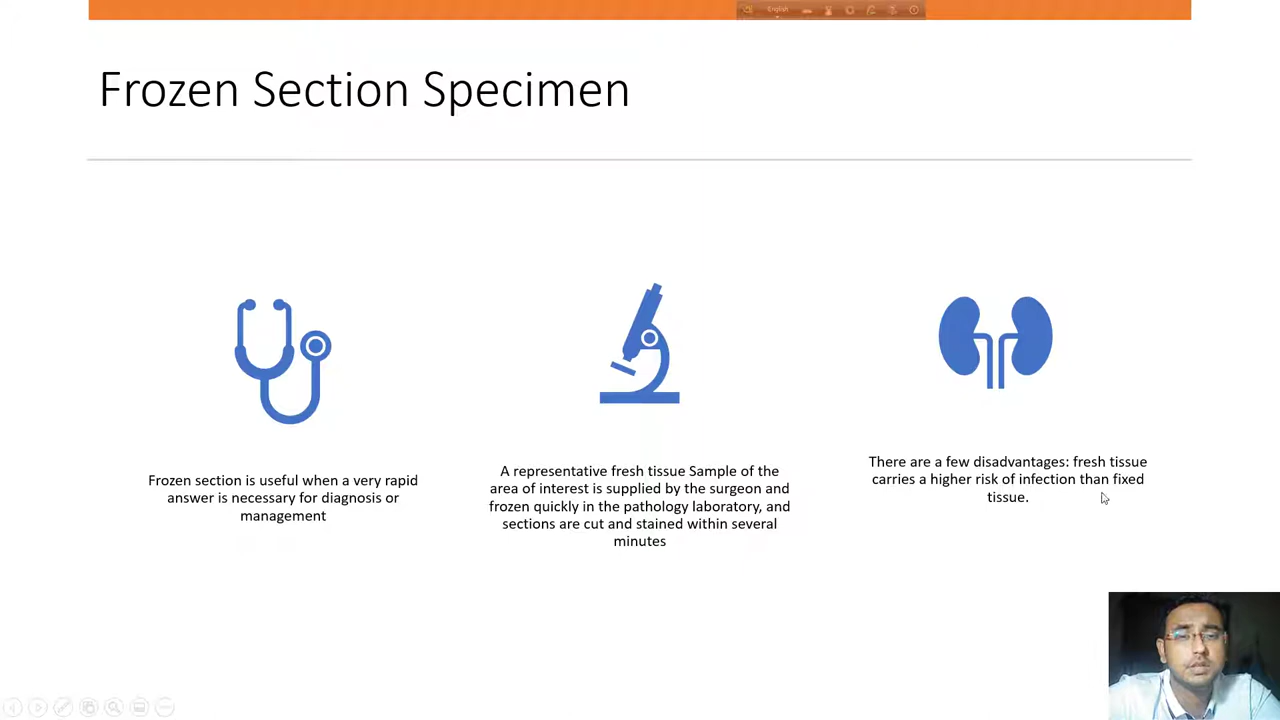 English
Frozen Section Specimen
Frozen section is useful when a very rapid
answer is necessary for diagnosis or
management
A representative fresh tissue Sample of the
area of interest is supplied by the surgeon and
frozen quickly in the pathology laboratory, and
sections are cut and stained within several
minutes
There are a few disadvantages: fresh tissue
carries a higher risk of infection than fixed
tissue.